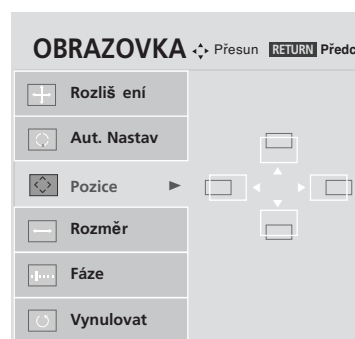 OBRAZOVKA Přesun RETURN Předc
Rozliš ení
Aut. Nastav
Pozice
Rozměr
Fáze
Vynulovat